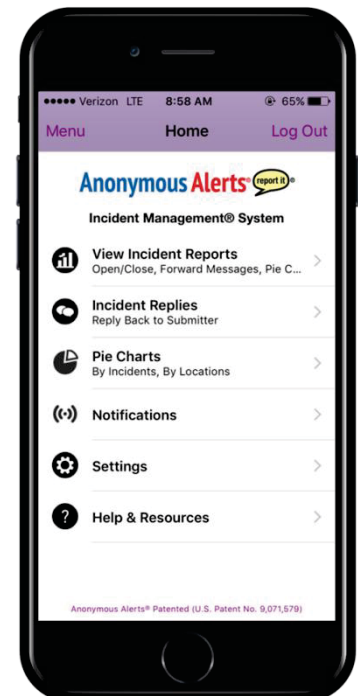 Verizon LTE 8:58 AM 65%
Menu Home Log Out
Anonymous Alerts® report it®
Incident Management® System
View Incident Reports
Open/Close, Forward Messages, Pie C...
Incident Replies
Reply Back to Submitter
Pie Charts
By Incidents, By Locations
Notifications
Settings
? Help & Resources
Anonymous Alerts® Patented (U.S. Patent No. 9,071,579)